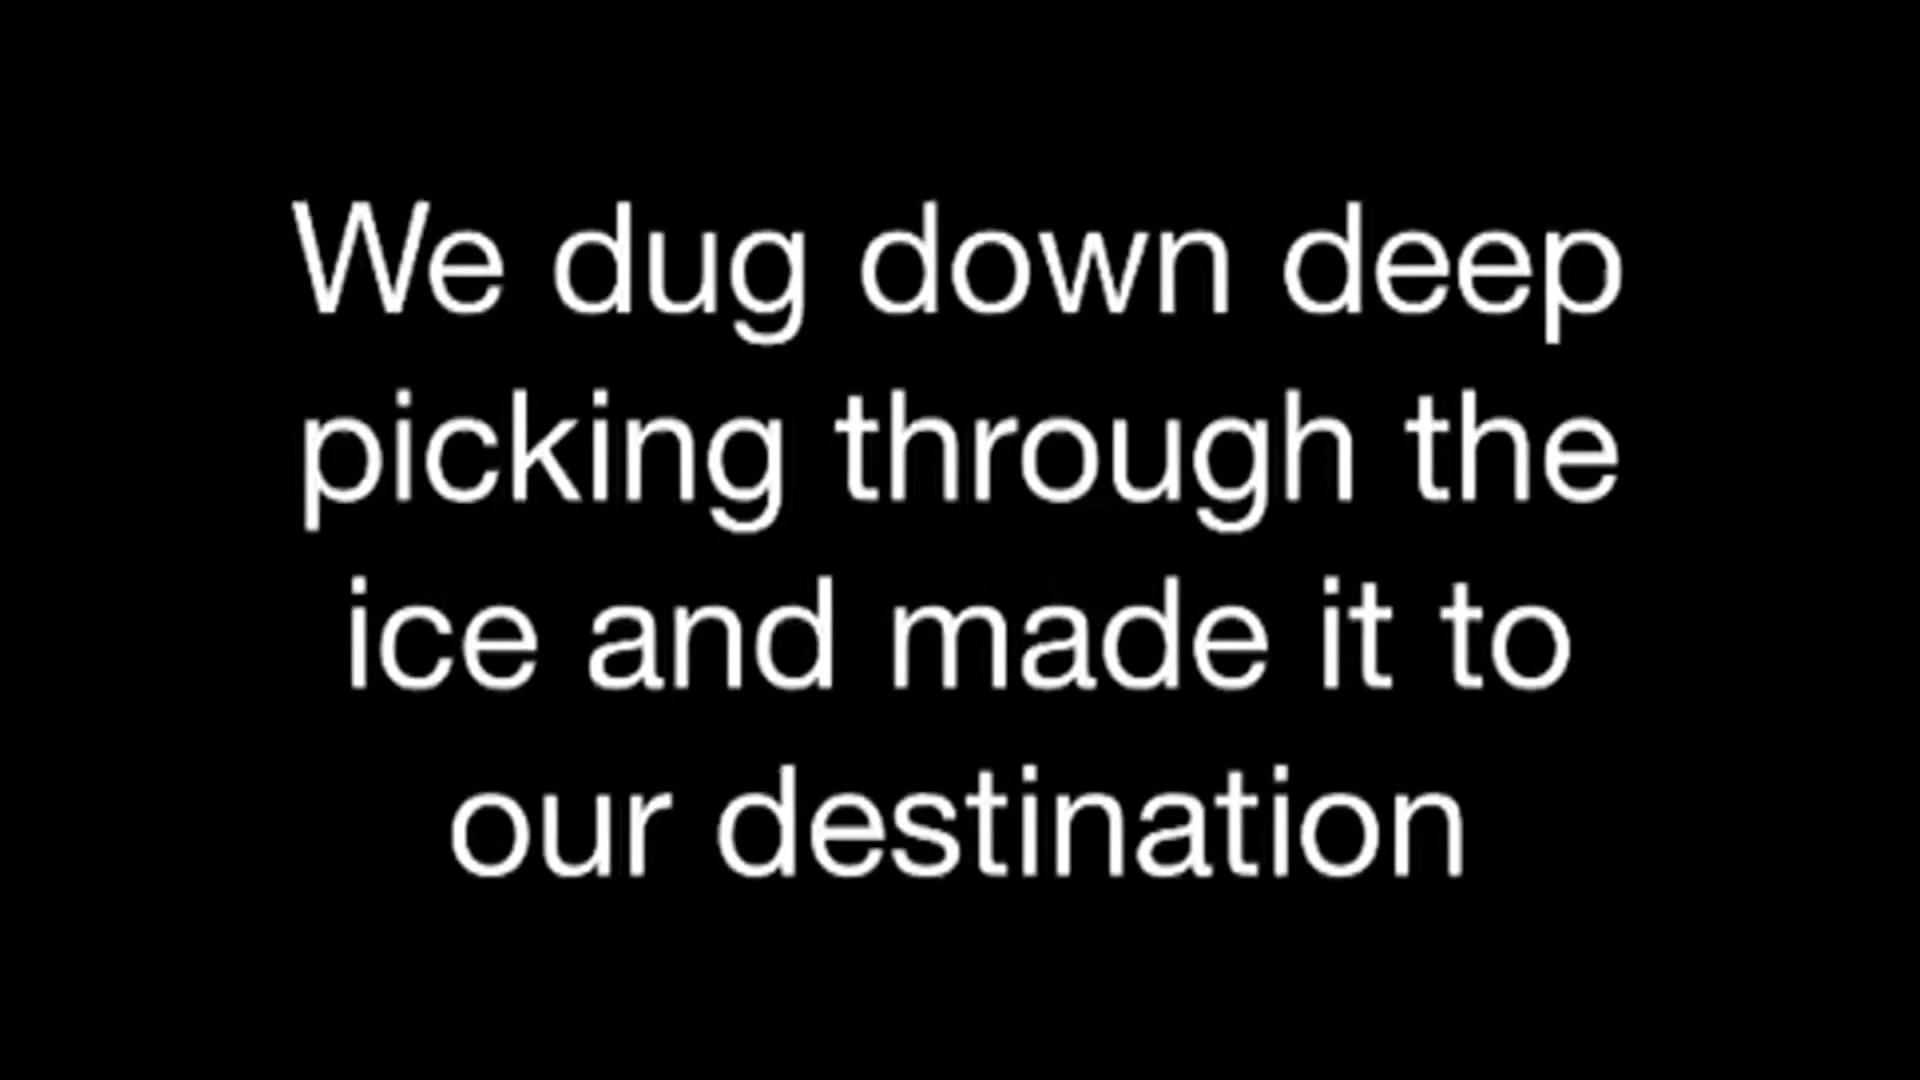 We dug down deep
picking through the
ice and made it to
our destination